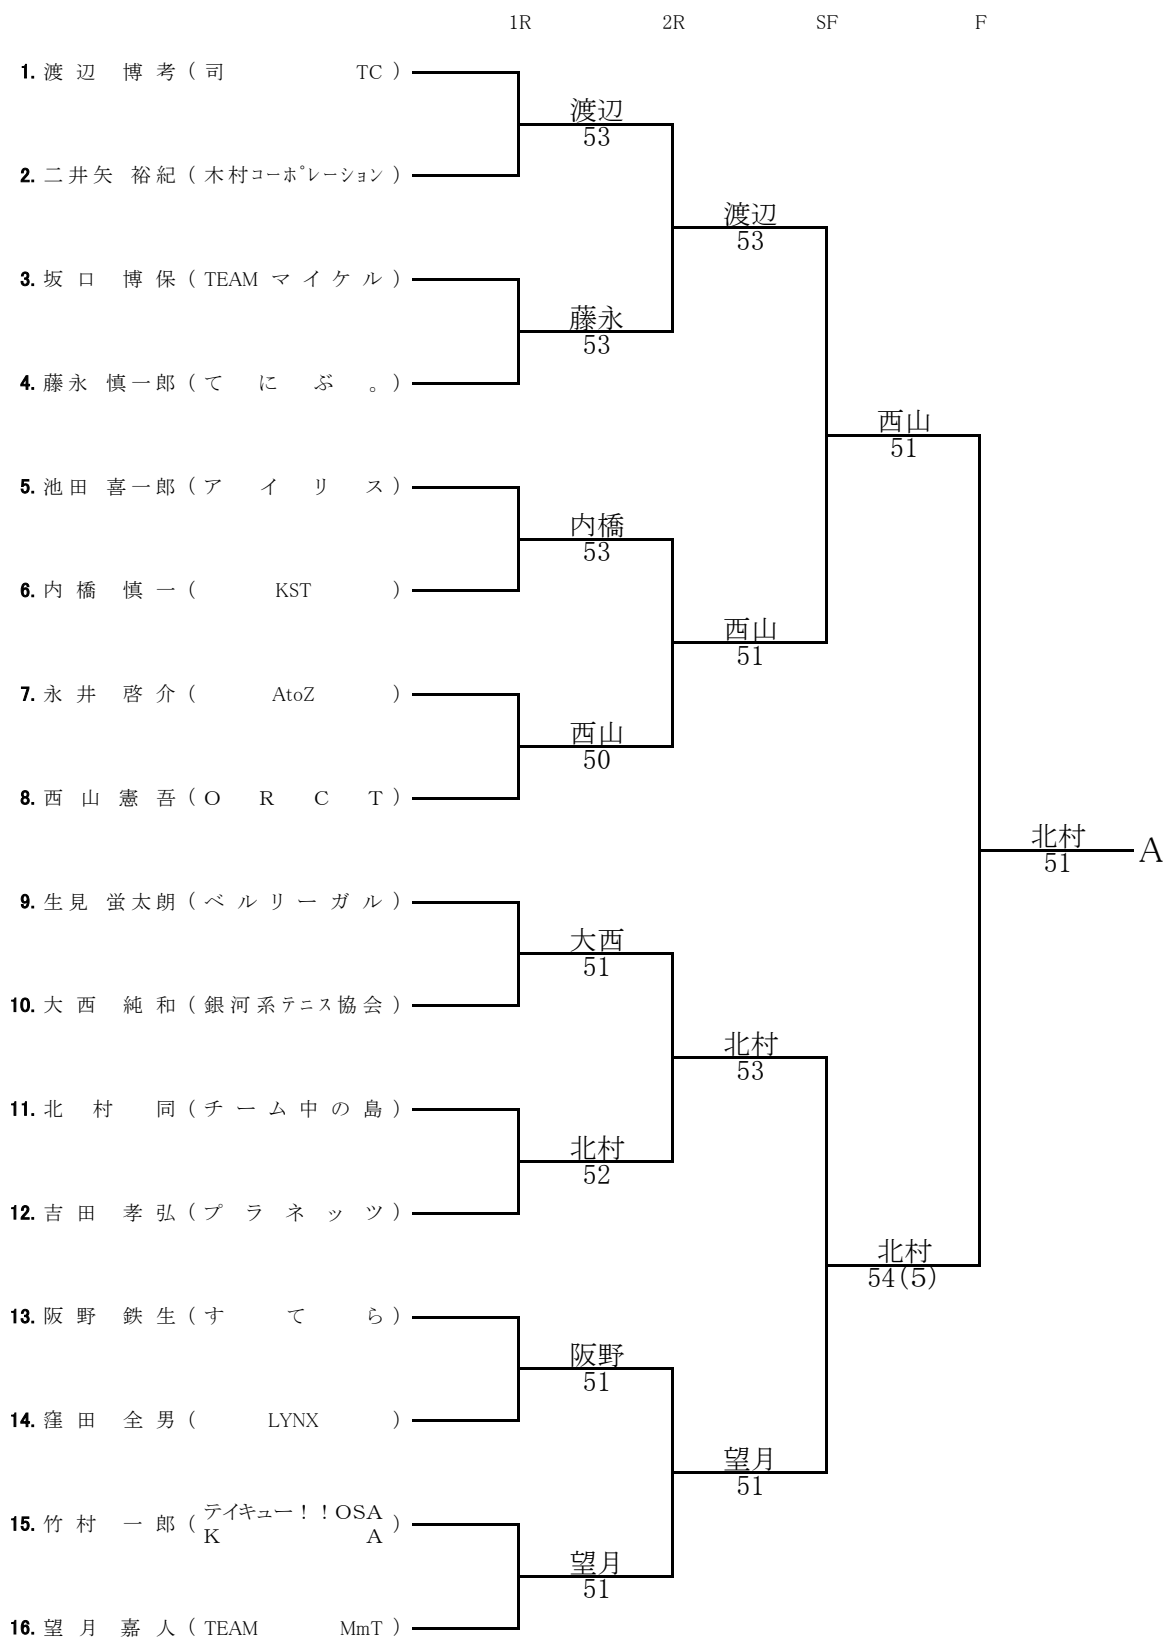 1R 2R SF F
1. 渡辺 博考 ( 司 TC )
渡辺
53
2. 二井矢 裕紀 ( 木村コーポレーション )
渡辺
53
3. 坂口 博保 ( TEAM マイケル )
藤永
53
4. 藤永 慎一郎 ( てにぶ。 )
西山
51
5. 池田 喜一郎 ( アイリス )
内橋
53
6. 内橋 慎一 ( KST )
西山
51
7. 永井 啓介 ( AtoZ )
西山
50
8. 西山 憲吾 ( ORCT )
北村
51
A
9. 生見 蛍太朗 ( ベルリーガル )
大西
51
10. 大西 純和 ( 銀河系テニス協会 )
北村
53
11. 北村 同 ( チーム中の島 )
北村
52
12. 吉田 孝弘 ( プラネッツ )
北村
54(5)
13. 阪野 鉄生 ( すてら )
阪野
51
14. 窪田 全男 ( LYNX )
望月
51
15. 竹村 一郎 ( テイキュー！！OSA
K A )
望月
51
16. 望月 嘉人 ( TEAM MmT )